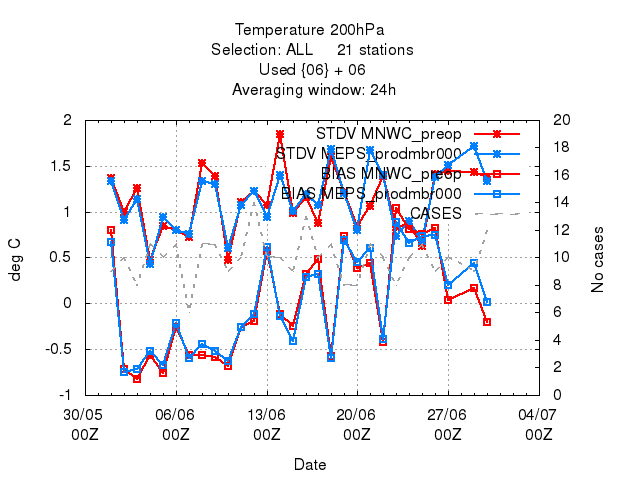 Temperature 200hPa
Selection: ALL 21 stations
Used {06} + 06
Averaging window: 24h
STDV MNWC_preop
STDV MEPS_prodmbr000
BIAS MNWC_preop
BIAS MEPS_prodmbr000
CASES
deg C
2
1.5
1
0.5
0
-0.5
-1
No cases
20
18
16
14
12
10
8
6
4
2
0
30/05 06/06 13/06 20/06 27/06 04/07
00Z 00Z 00Z 00Z 00Z 00Z
Date